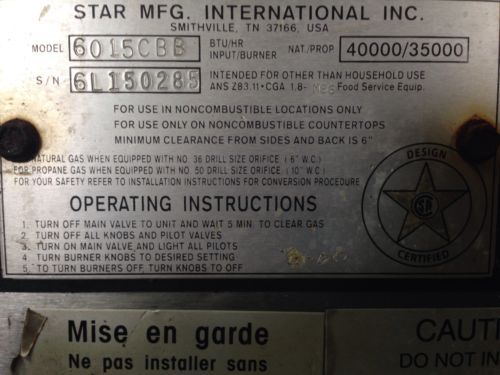 STAR MFG. INTERNATIONAL INC.
SMITHVILLE, TN 37166, USA
MODEL 6015CBB BTU/HR INPUT/BURNER NAT./PROP 40000/35000
S/N 6L150285 INTENDED FOR OTHER THAN HOUSEHOLD USE
ANS Z83.11 • CGA 1.8- Food Service Equip.
FOR USE IN NONCOMBUSTIBLE LOCATIONS ONLY
FOR USE ONLY ON NONCOMBUSTIBLE COUNTERTOPS
MINIMUM CLEARANCE FROM SIDES AND BACK IS 6"
NATURAL GAS WHEN EQUIPPED WITH NO. 36 DRILL SIZE ORIFICE (6" W.C.)
FOR PROPANE GAS WHEN EQUIPPED WITH NO. 50 DRILL SIZE ORIFICE (10" W.C.)
FOR YOUR SAFETY REFER TO INSTALLATION INSTRUCTIONS FOR CONVERSION PROCEDURE
OPERATING INSTRUCTIONS
1. TURN OFF MAIN VALVE TO UNIT AND WAIT 5 MIN. TO CLEAR GAS
2. TURN OFF ALL KNOBS AND PILOT VALVES
3. TURN ON MAIN VALVE AND LIGHT ALL PILOTS
4. TURN BURNER KNOBS TO DESIRED SETTING
5. TO TURN BURNERS OFF, TURN KNOBS TO OFF
DESIGN
CERTIFIED
Mise en garde
Ne pas installer sans
CAUT
DO NOT IN